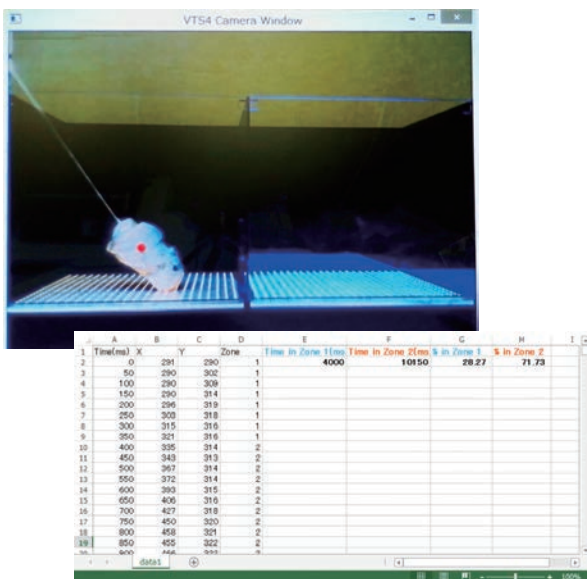 VTS4 Camera Window
A B C D E F G H I
1 Time(ms) X Y Zone Time in Zone 1(ms Time in Zone 2(ms % in Zone 1 % in Zone 2
2 0 291 290 1 4000 10150 28.27 71.73
3 50 290 302 1
4 100 290 309 1
5 150 290 314 1
6 200 296 319 1
7 250 303 318 1
8 300 315 316 1
9 350 321 316 1
10 400 335 314 2
11 450 343 313 2
12 500 367 314 2
13 550 372 314 2
14 600 393 315 2
15 650 406 316 2
16 700 427 318 2
17 750 450 320 2
18 800 458 321 2
19 850 455 322 2
data1
100%